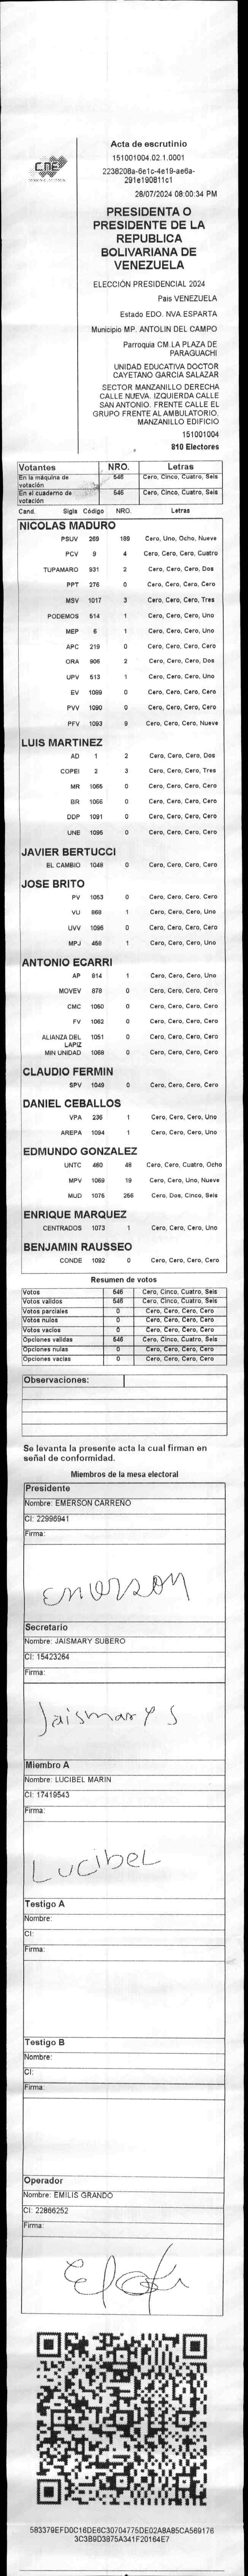 CNE
Acta de escrutinio
151001004.02.1.0001
2238208a-6e1c-4e19-ae6a-
291e190811c1
28/07/2024 08:00:34 PM
PRESIDENTA O
PRESIDENTE DE LA
REPUBLICA
BOLIVARIANA DE
VENEZUELA
ELECCIÓN PRESIDENCIAL 2024
Pais VENEZUELA
Estado EDO. NVA.ESPARTA
Municipio MP. ANTOLIN DEL CAMPO
Parroquia CM.LA PLAZA DE
PARAGUACHI
UNIDAD EDUCATIVA DOCTOR
CAYETANO GARCIA SALAZAR
SECTOR MANZANILLO DERECHA
CALLE NUEVA. IZQUIERDA CALLE
SAN ANTONIO. FRENTE CALLE EL
GRUPO FRENTE AL AMBULATORIO.
MANZANILLO EDIFICIO
151001004
810 Electores
Votantes NRO. Letras
En la máquina de votación 546 Cero, Cinco, Cuatro, Seis
En el cuaderno de votación 546 Cero, Cinco, Cuatro, Seis
Cand. Sigls Código NRO. Letras
NICOLAS MADURO
PSUV 269 189 Cero, Uno, Ocho, Nueve
PCV 9 4 Cero, Cero, Cero, Cuatro
TUPAMARO 931 2 Cero, Cero, Cero, Dos
PPT 276 0 Cero, Cero, Cero, Cero
MSV 1017 3 Cero, Cero, Cero, Tres
PODEMOS 514 1 Cero, Cero, Cero, Uno
MEP 6 1 Cero, Cero, Cero, Uno
APC 219 0 Cero, Cero, Cero, Cero
ORA 906 2 Cero, Cero, Cero, Dos
UPV 513 1 Cero, Cero, Cero, Uno
EV 1089 0 Cero, Cero, Cero, Cero
PVV 1090 0 Cero, Cero, Cero, Cero
PFV 1093 9 Cero, Cero, Cero, Nueve
LUIS MARTINEZ
AD 1 2 Cero, Cero, Cero, Dos
COPEI 2 3 Cero, Cero, Cero, Tres
MR 1085 0 Cero, Cero, Cero, Cero
BR 1066 0 Cero, Cero, Cero, Cero
DDP 1091 0 Cero, Cero, Cero, Cero
UNE 1095 0 Cero, Cero, Cero, Cero
JAVIER BERTUCCI
EL CAMBIO 1048 0 Cero, Cero, Cero, Cero
JOSE BRITO
PV 1053 0 Cero, Cero, Cero, Cero
VU 868 1 Cero, Cero, Cero, Uno
UVV 1096 0 Cero, Cero, Cero, Cero
MPJ 458 1 Cero, Cero, Cero, Uno
ANTONIO ECARRI
AP 814 1 Cero, Cero, Cero, Uno
MOVEV 878 0 Cero, Cero, Cero, Cero
CMC 1050 0 Cero, Cero, Cero, Cero
FV 1052 0 Cero, Cero, Cero, Cero
ALIANZA DEL LAPIZ 1051 0 Cero, Cero, Cero, Cero
MIN UNIDAD 1069 0 Cero, Cero, Cero, Cero
CLAUDIO FERMIN
SPV 1049 0 Cero, Cero, Cero, Cero
DANIEL CEBALLOS
VPA 236 1 Cero, Cero, Cero, Uno
AREPA 1094 1 Cero, Cero, Cero, Uno
EDMUNDO GONZALEZ
UNTC 460 48 Cero, Cero, Cuatro, Ocho
MPV 1069 19 Cero, Cero, Uno, Nueve
MUD 1075 256 Cero, Dos, Cinco, Seis
ENRIQUE MARQUEZ
CENTRADOS 1073 1 Cero, Cero, Cero, Uno
BENJAMIN RAUSSEO
CONDE 1092 0 Cero, Cero, Cero, Cero
Resumen de votos
Votos 546 Cero, Cinco, Cuatro, Seis
Votos validos 546 Cero, Cinco, Cuatro, Seis
Votos parciales 0 Cero, Cero, Cero, Cero
Votos nulos 0 Cero, Cero, Cero, Cero
Votos vacios 0 Cero, Cero, Cero, Cero
Opciones validas 546 Cero, Cinco, Cuatro, Seis
Opciones nulas 0 Cero, Cero, Cero, Cero
Opciones vacias 0 Cero, Cero, Cero, Cero
Observaciones:
Se levanta la presente acta la cual firman en
señal de conformidad.
Miembros de la mesa electoral
Presidente
Nombre: EMERSON CARREÑO
CI: 22996941
Firma:
EMERSON
Secretario
Nombre: JAISMARY SUBERO
CI: 15423264
Firma:
Jaismary S
Miembro A
Nombre: LUCIBEL MARIN
CI: 17419543
Firma:
Lucibel
Testigo A
Nombre:
CI:
Firma:
Testigo B
Nombre:
CI:
Firma:
Operador
Nombre: EMILIS GRANDO
CI: 22866252
Firma:
583379EFD0C16DE6C30704775DE02A8A85CA569176
3C3B9D3875A341F20164E7